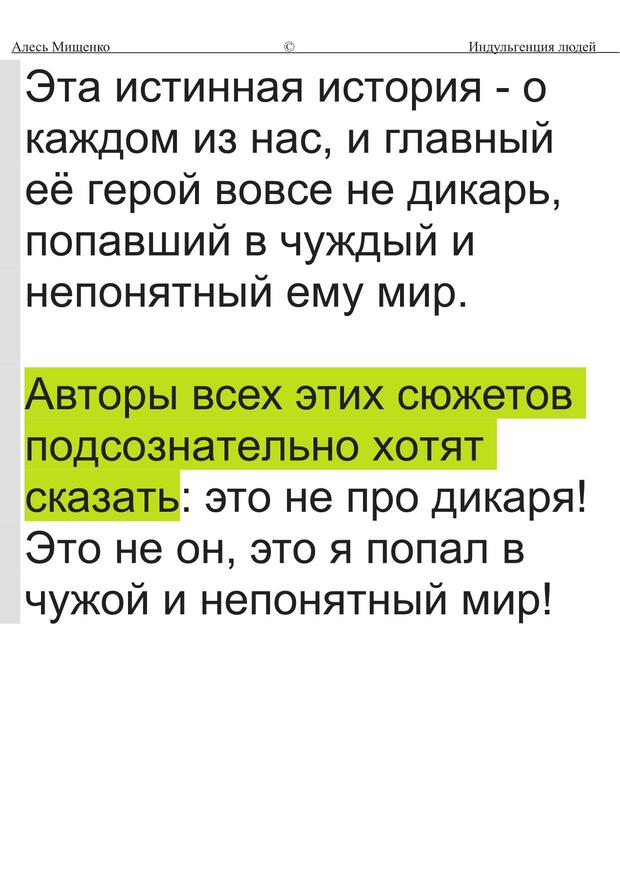 Алесь Мищенко © Индульгенция людей
Эта истинная история - о
каждом из нас, и главный
её герой вовсе не дикарь,
попавший в чуждый и
непонятный ему мир.
Авторы всех этих сюжетов
подсознательно хотят
сказать: это не про дикаря!
Это не он, это я попал в
чужой и непонятный мир!